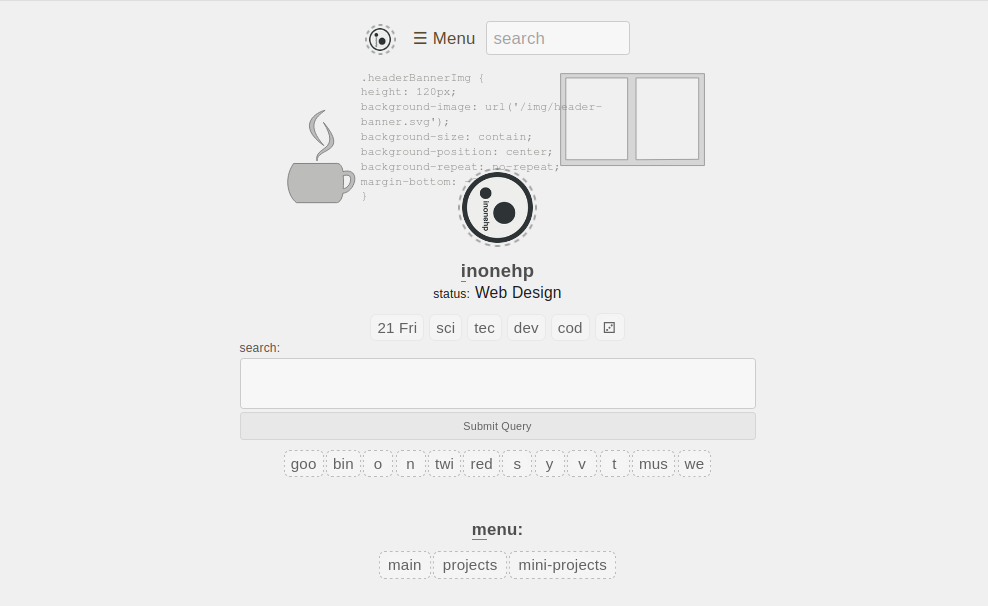 ☰ Menu search
.headerBannerImg {
height: 120px;
background-image: url('/img/header-
banner.svg');
background-size: contain;
background-position: center;
background-repeat: no-repeat;
margin-bottom:
}
inonehp
inonehp
status: Web Design
21 Fri sci tec dev cod ⚂
search:
Submit Query
goo bin o n twi red s y v t mus we
menu:
main projects mini-projects